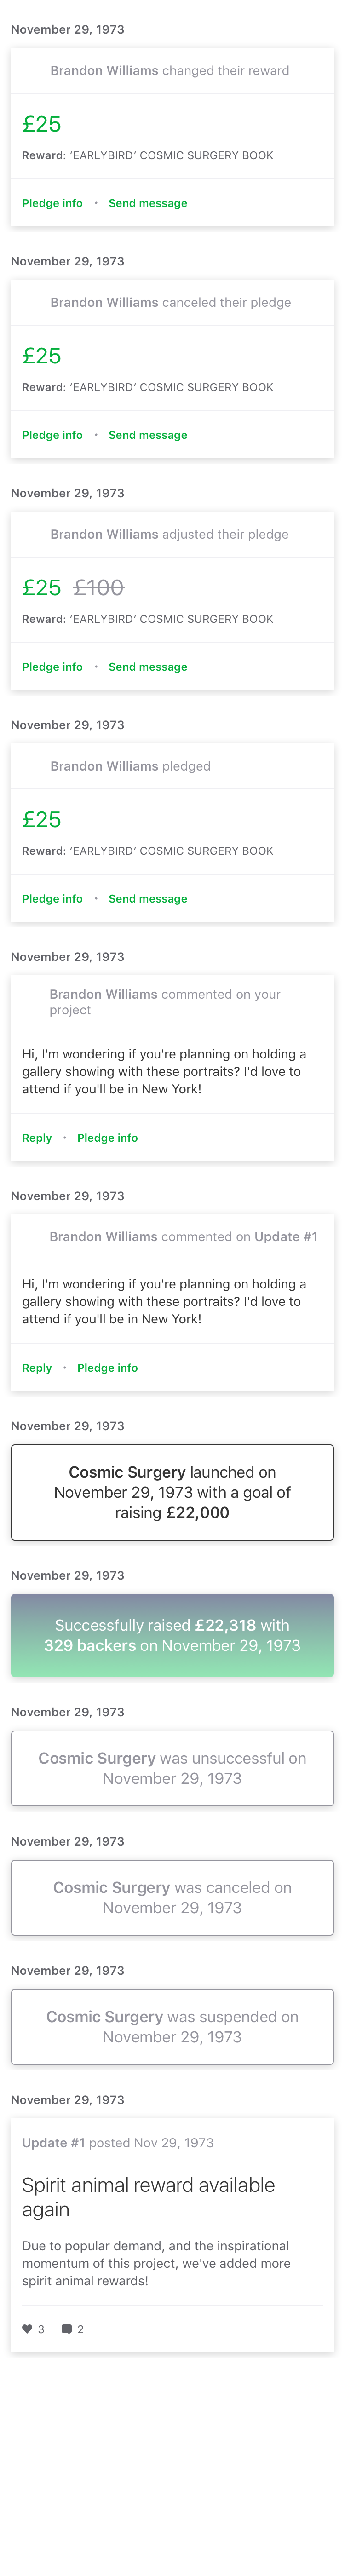 November 29, 1973
Brandon Williams changed their reward
£25
Reward: ‘EARLYBIRD’ COSMIC SURGERY BOOK
Pledge info • Send message
November 29, 1973
Brandon Williams canceled their pledge
£25
Reward: ‘EARLYBIRD’ COSMIC SURGERY BOOK
Pledge info • Send message
November 29, 1973
Brandon Williams adjusted their pledge
£25 £100
Reward: ‘EARLYBIRD’ COSMIC SURGERY BOOK
Pledge info • Send message
November 29, 1973
Brandon Williams pledged
£25
Reward: ‘EARLYBIRD’ COSMIC SURGERY BOOK
Pledge info • Send message
November 29, 1973
Brandon Williams commented on your
project
Hi, I'm wondering if you're planning on holding a
gallery showing with these portraits? I'd love to
attend if you'll be in New York!
Reply • Pledge info
November 29, 1973
Brandon Williams commented on Update #1
Hi, I'm wondering if you're planning on holding a
gallery showing with these portraits? I'd love to
attend if you'll be in New York!
Reply • Pledge info
November 29, 1973
Cosmic Surgery launched on
November 29, 1973 with a goal of
raising £22,000
November 29, 1973
Successfully raised £22,318 with
329 backers on November 29, 1973
November 29, 1973
Cosmic Surgery was unsuccessful on
November 29, 1973
November 29, 1973
Cosmic Surgery was canceled on
November 29, 1973
November 29, 1973
Cosmic Surgery was suspended on
November 29, 1973
November 29, 1973
Update #1 posted Nov 29, 1973
Spirit animal reward available
again
Due to popular demand, and the inspirational
momentum of this project, we've added more
spirit animal rewards!
3 2